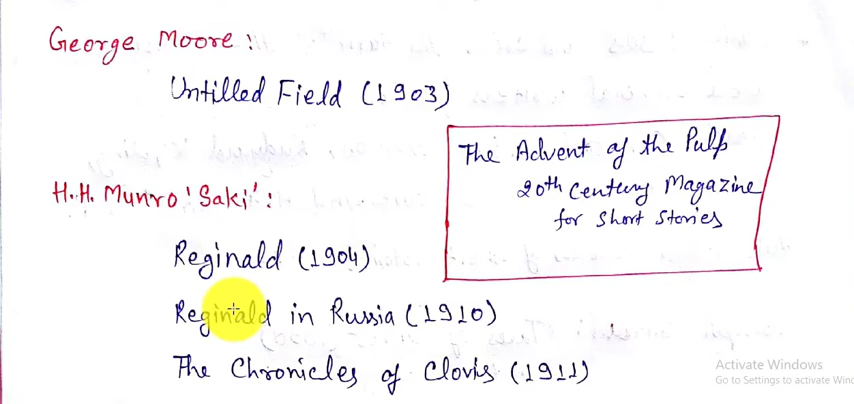 George Moore:
Untilled Field (1903)
The Advent of the Pulp
20th Century Magazine
for Short Stories
H.H. Munro 'Saki':
Reginald (1904)
Reginald in Russia (1910)
The Chronicles of Clovis (1911)
Activate Windows
Go to Settings to activate Win